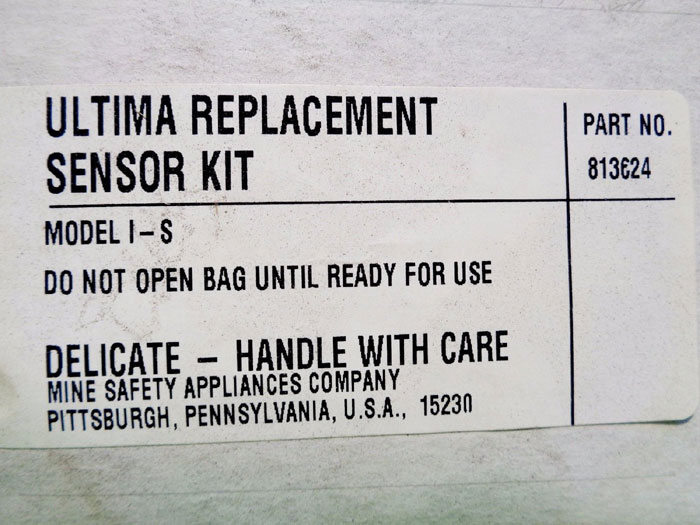 ULTIMA REPLACEMENT
SENSOR KIT
PART NO.
813624
MODEL I-S
DO NOT OPEN BAG UNTIL READY FOR USE
DELICATE - HANDLE WITH CARE
MINE SAFETY APPLIANCES COMPANY
PITTSBURGH, PENNSYLVANIA, U.S.A., 15230